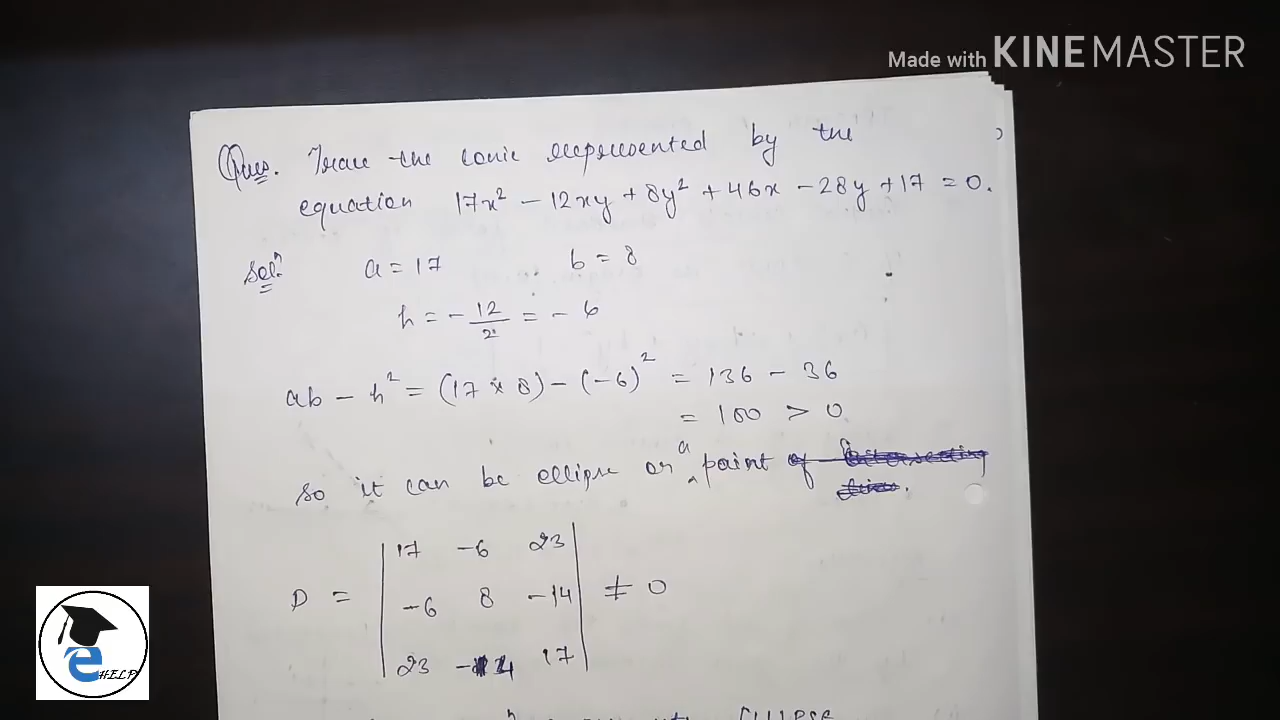 Made with KINEMASTER
Ques. Trace the conic represented by the
equation 17x² - 12xy + 8y² + 46x - 28y + 17 = 0.
Solⁿ. a = 17 b = 8
h = - 12/2 = - 6
ab - h² = (17 × 8) - (-6)² = 136 - 36
= 100 > 0
So it can be ellipse or a point
D = | 17 -6 23 |
| -6 8 -14 | ≠ 0
| 23 -14 17 |
ELLIPSE
e HELP